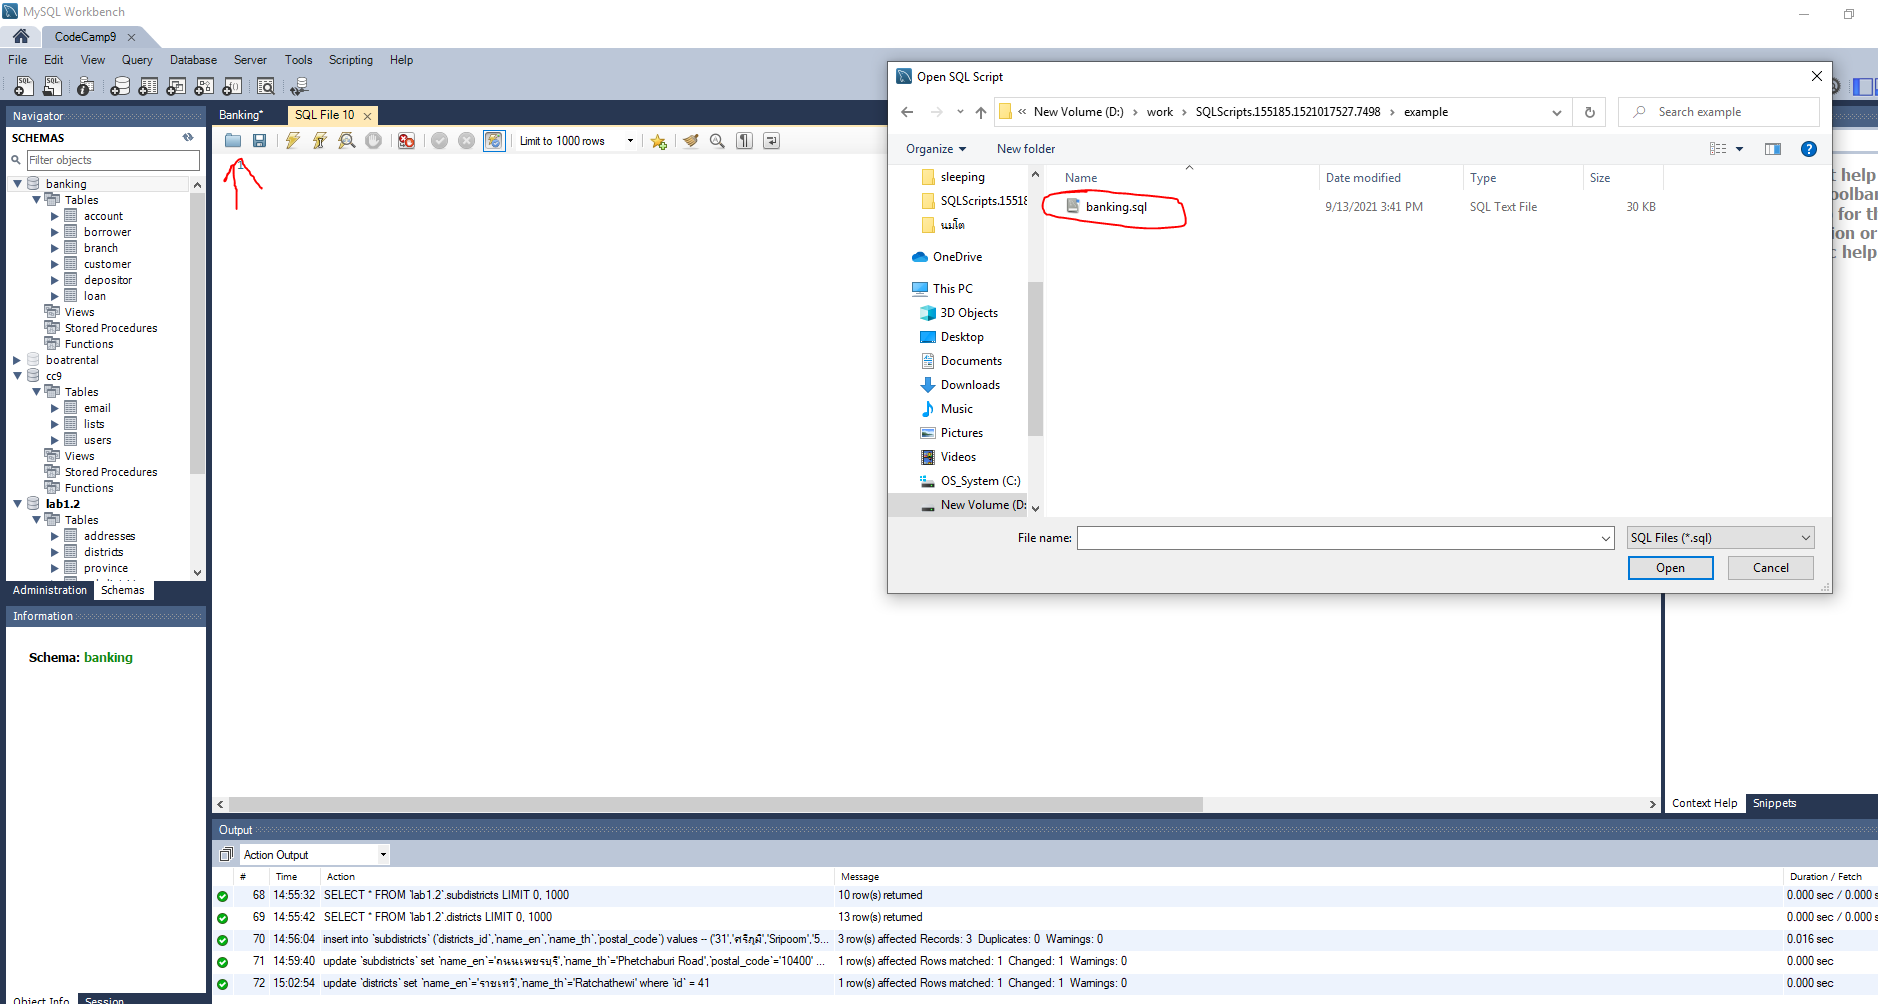 MySQL Workbench
CodeCamp9
File Edit View Query Database Server Tools Scripting Help
Navigator
SCHEMAS
Filter objects
banking
Tables
account
borrower
branch
customer
depositor
loan
Views
Stored Procedures
Functions
boatrental
cc9
Tables
email
lists
users
Views
Stored Procedures
Functions
lab1.2
Tables
addresses
districts
province
Administration Schemas
Information
Schema: banking
Object Info Session
Banking* SQL File 10
Limit to 1000 rows
1
Open SQL Script
« New Volume (D:) › work › SQLScripts.155185.1521017527.7498 › example
Search example
Organize New folder
sleeping
SQLScripts.15518
นมโต
OneDrive
This PC
3D Objects
Desktop
Documents
Downloads
Music
Pictures
Videos
OS_System (C:)
New Volume (D:
Name Date modified Type Size
banking.sql 9/13/2021 3:41 PM SQL Text File 30 KB
File name: SQL Files (*.sql)
Open Cancel
t help
oolbar
for th
ion or
c help
Context Help Snippets
Output
Action Output
# Time Action Message Duration / Fetch
68 14:55:32 SELECT * FROM `lab1.2`.subdistricts LIMIT 0, 1000 10 row(s) returned 0.000 sec / 0.000 s
69 14:55:42 SELECT * FROM `lab1.2`.districts LIMIT 0, 1000 13 row(s) returned 0.000 sec / 0.000 s
70 14:56:04 insert into `subdistricts` (`districts_id`,`name_en`,`name_th`,`postal_code`) values -- ('31','ศรีภูมิ','Sripoom','5... 3 row(s) affected Records: 3 Duplicates: 0 Warnings: 0 0.016 sec
71 14:59:40 update `subdistricts` set `name_en`='ถนนเพชรบุรี',`name_th`='Phetchaburi Road',`postal_code`='10400' ... 1 row(s) affected Rows matched: 1 Changed: 1 Warnings: 0 0.000 sec
72 15:02:54 update `districts` set `name_en`='ราชเทวี',`name_th`='Ratchathewi' where `id` = 41 1 row(s) affected Rows matched: 1 Changed: 1 Warnings: 0 0.000 sec